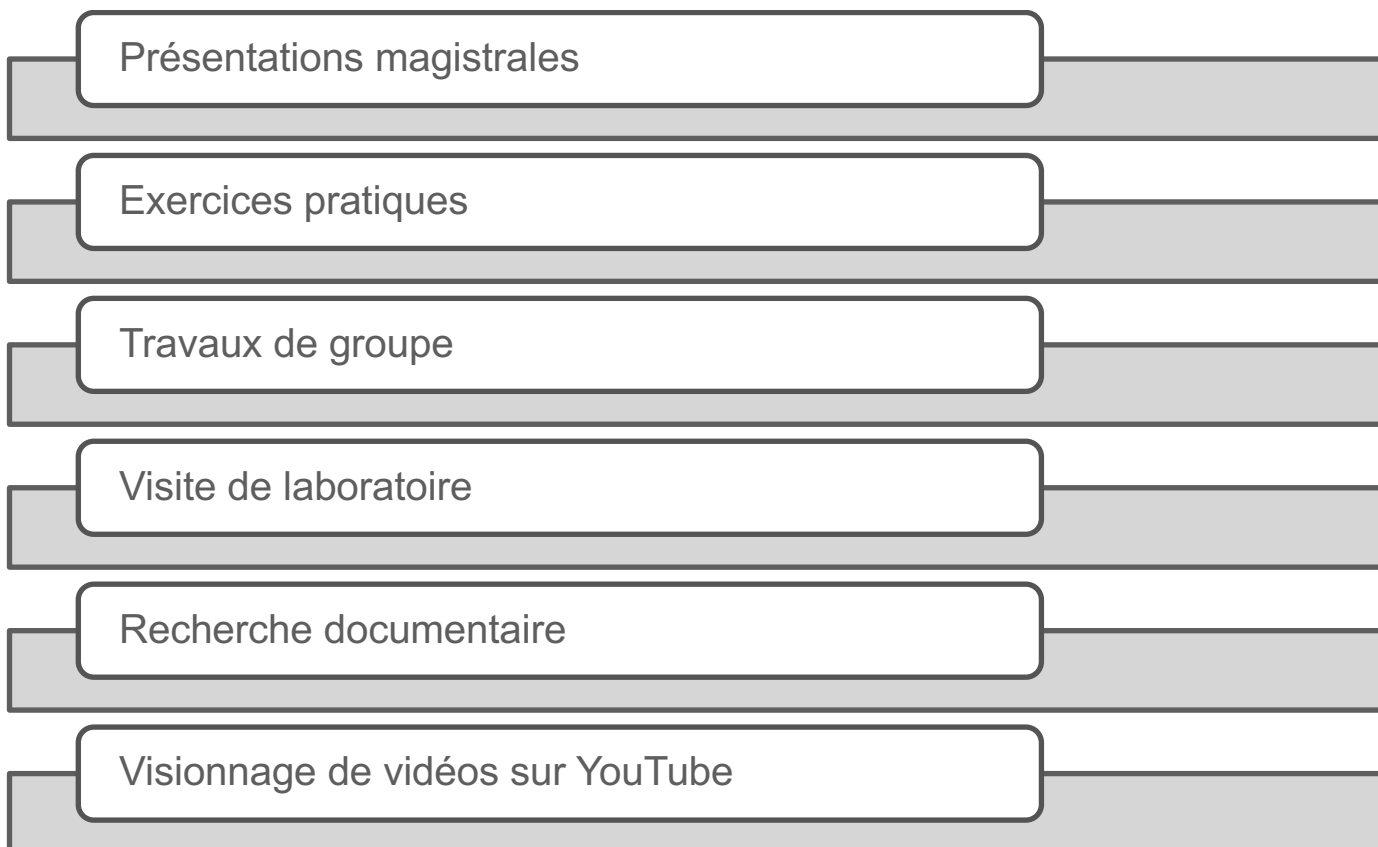 Présentations magistrales
Exercices pratiques
Travaux de groupe
Visite de laboratoire
Recherche documentaire
Visionnage de vidéos sur YouTube